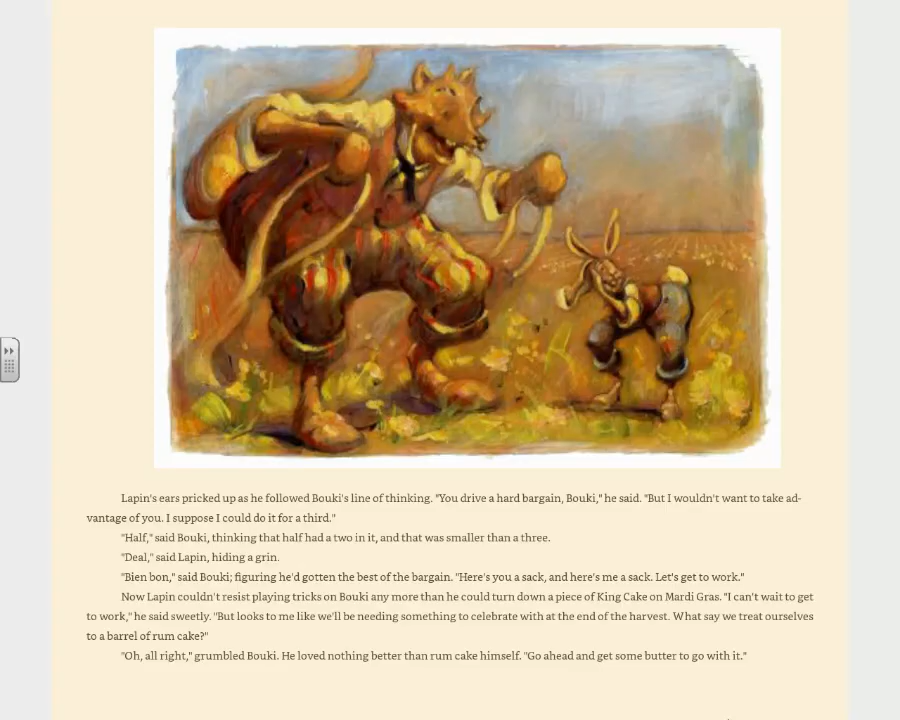 Lapin's ears pricked up as he followed Bouki's line of thinking. "You drive a hard bargain, Bouki," he said. "But I wouldn't want to take ad-
vantage of you. I suppose I could do it for a third."
"Half," said Bouki, thinking that half had a two in it, and that was smaller than a three.
"Deal," said Lapin, hiding a grin.
"Bien bon," said Bouki; figuring he'd gotten the best of the bargain. "Here's you a sack, and here's me a sack. Let's get to work."
Now Lapin couldn't resist playing tricks on Bouki any more than he could turn down a piece of King Cake on Mardi Gras. "I can't wait to get
to work," he said sweetly. "But looks to me like we'll be needing something to celebrate with at the end of the harvest. What say we treat ourselves
to a barrel of rum cake?"
"Oh, all right," grumbled Bouki. He loved nothing better than rum cake himself. "Go ahead and get some butter to go with it."